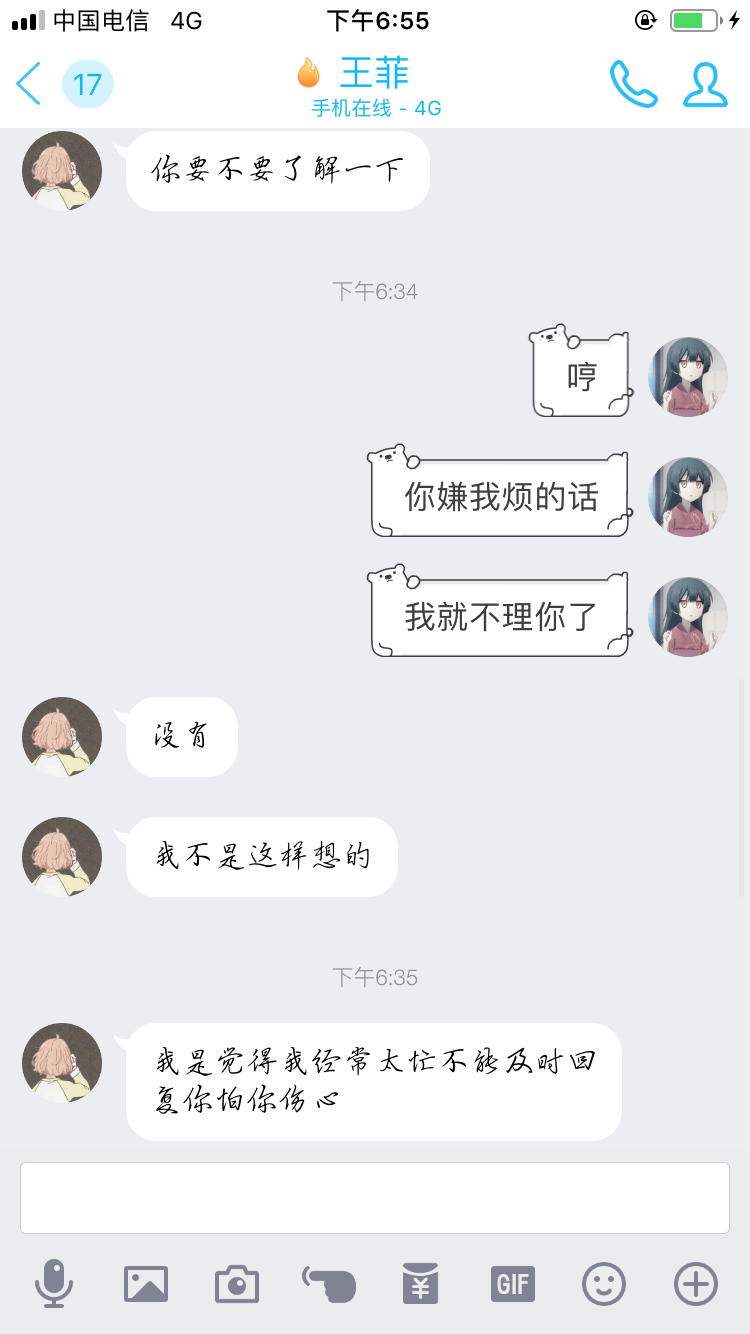 中国电信 4G 下午6:55
17 王菲
手机在线 - 4G
你要不要了解一下
下午6:34
哼
你嫌我烦的话
我就不理你了
没有
我不是这样想的
下午6:35
我是觉得我经常太忙不能及时回
复你怕你伤心
¥ GIF